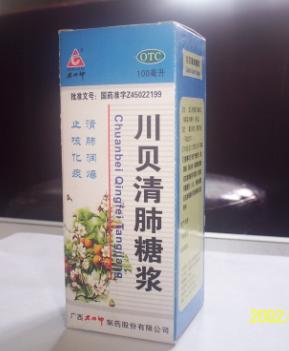 OTC
100毫升
批准文号：国药准字Z45022199
川贝清肺糖浆
Chuanbei Qingfei Tangjiang
清肺润燥
止咳化痰
广西
制药股份有限公司
2002